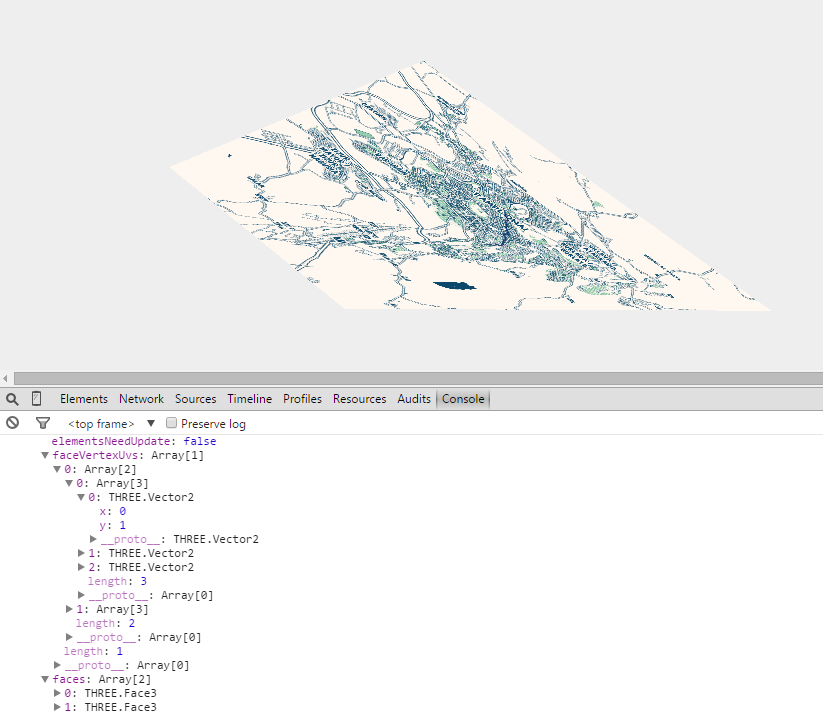 Elements Network Sources Timeline Profiles Resources Audits Console
<top frame> Preserve log
elementsNeedUpdate: false
faceVertexUvs: Array[1]
0: Array[2]
0: Array[3]
0: THREE.Vector2
x: 0
y: 1
__proto__: THREE.Vector2
1: THREE.Vector2
2: THREE.Vector2
length: 3
__proto__: Array[0]
1: Array[3]
length: 2
__proto__: Array[0]
length: 1
__proto__: Array[0]
faces: Array[2]
0: THREE.Face3
1: THREE.Face3